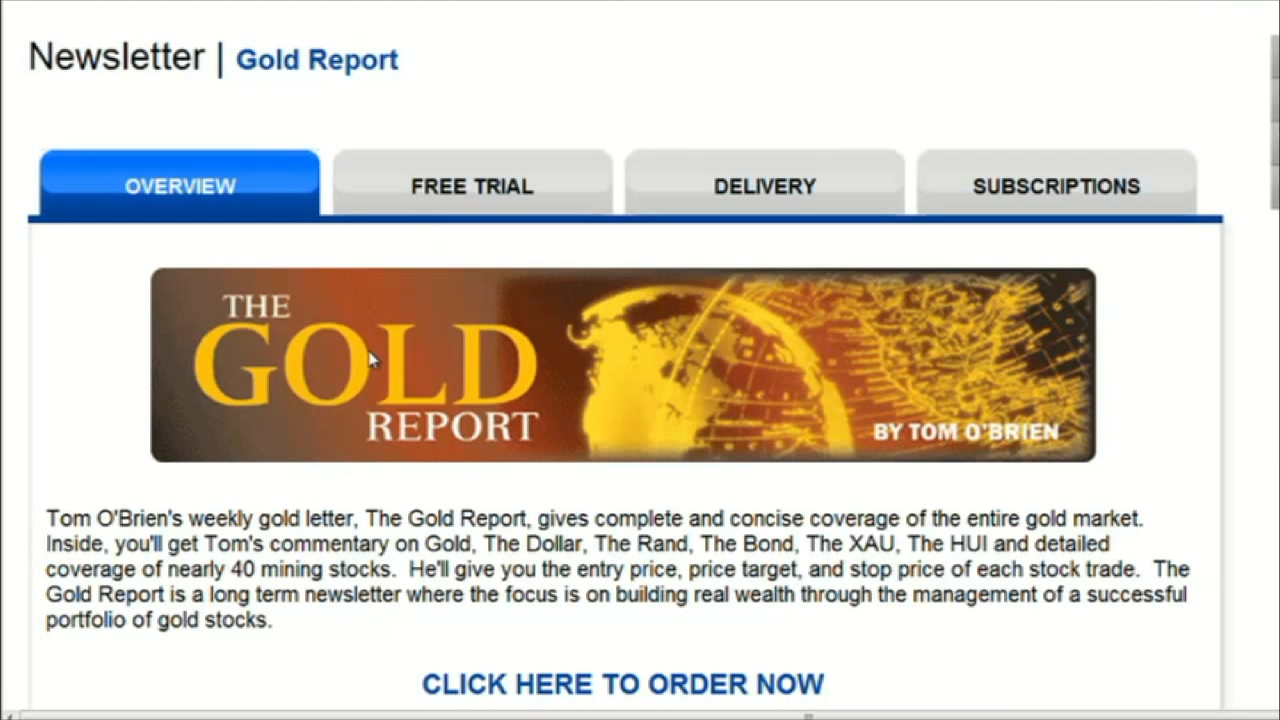 Newsletter | Gold Report
OVERVIEW
FREE TRIAL
DELIVERY
SUBSCRIPTIONS
THE
GOLD
REPORT
BY TOM O'BRIEN
Tom O'Brien's weekly gold letter, The Gold Report, gives complete and concise coverage of the entire gold market.
Inside, you'll get Tom's commentary on Gold, The Dollar, The Rand, The Bond, The XAU, The HUI and detailed
coverage of nearly 40 mining stocks.  He'll give you the entry price, price target, and stop price of each stock trade.  The
Gold Report is a long term newsletter where the focus is on building real wealth through the management of a successful
portfolio of gold stocks.
CLICK HERE TO ORDER NOW